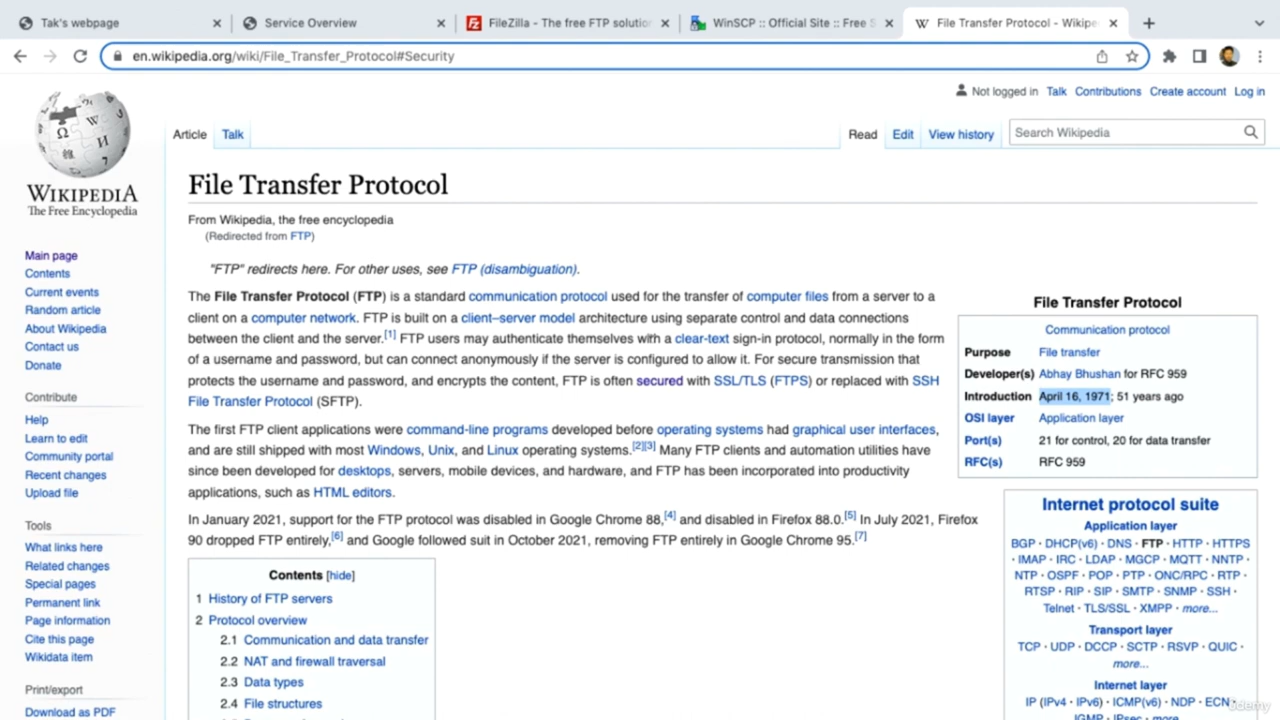 Tak's webpage
Service Overview
FileZilla - The free FTP solutio
WinSCP :: Official Site :: Free S
File Transfer Protocol - Wikipe
en.wikipedia.org/wiki/File_Transfer_Protocol#Security
Not logged in Talk Contributions Create account Log in
Article Talk Read Edit View history Search Wikipedia
WIKIPEDIA
The Free Encyclopedia
Main page
Contents
Current events
Random article
About Wikipedia
Contact us
Donate
Contribute
Help
Learn to edit
Community portal
Recent changes
Upload file
Tools
What links here
Related changes
Special pages
Permanent link
Page information
Cite this page
Wikidata item
Print/export
Download as PDF
File Transfer Protocol
From Wikipedia, the free encyclopedia
(Redirected from FTP)
"FTP" redirects here. For other uses, see FTP (disambiguation).
The File Transfer Protocol (FTP) is a standard communication protocol used for the transfer of computer files from a server to a
client on a computer network. FTP is built on a client–server model architecture using separate control and data connections
between the client and the server.[1] FTP users may authenticate themselves with a clear-text sign-in protocol, normally in the form
of a username and password, but can connect anonymously if the server is configured to allow it. For secure transmission that
protects the username and password, and encrypts the content, FTP is often secured with SSL/TLS (FTPS) or replaced with SSH
File Transfer Protocol (SFTP).
The first FTP client applications were command-line programs developed before operating systems had graphical user interfaces,
and are still shipped with most Windows, Unix, and Linux operating systems.[2][3] Many FTP clients and automation utilities have
since been developed for desktops, servers, mobile devices, and hardware, and FTP has been incorporated into productivity
applications, such as HTML editors.
In January 2021, support for the FTP protocol was disabled in Google Chrome 88,[4] and disabled in Firefox 88.0.[5] In July 2021, Firefox
90 dropped FTP entirely,[6] and Google followed suit in October 2021, removing FTP entirely in Google Chrome 95.[7]
Contents [hide]
1 History of FTP servers
2 Protocol overview
2.1 Communication and data transfer
2.2 NAT and firewall traversal
2.3 Data types
2.4 File structures
File Transfer Protocol
Communication protocol
Purpose File transfer
Developer(s) Abhay Bhushan for RFC 959
Introduction April 16, 1971; 51 years ago
OSI layer Application layer
Port(s) 21 for control, 20 for data transfer
RFC(s) RFC 959
Internet protocol suite
Application layer
BGP · DHCP(v6) · DNS · FTP · HTTP · HTTPS
· IMAP · IRC · LDAP · MGCP · MQTT · NNTP ·
NTP · OSPF · POP · PTP · ONC/RPC · RTP ·
RTSP · RIP · SIP · SMTP · SNMP · SSH ·
Telnet · TLS/SSL · XMPP · more...
Transport layer
TCP · UDP · DCCP · SCTP · RSVP · QUIC ·
more...
Internet layer
IP (IPv4 · IPv6) · ICMP(v6) · NDP · ECN
IGMP · IPsec · more...
Udemy